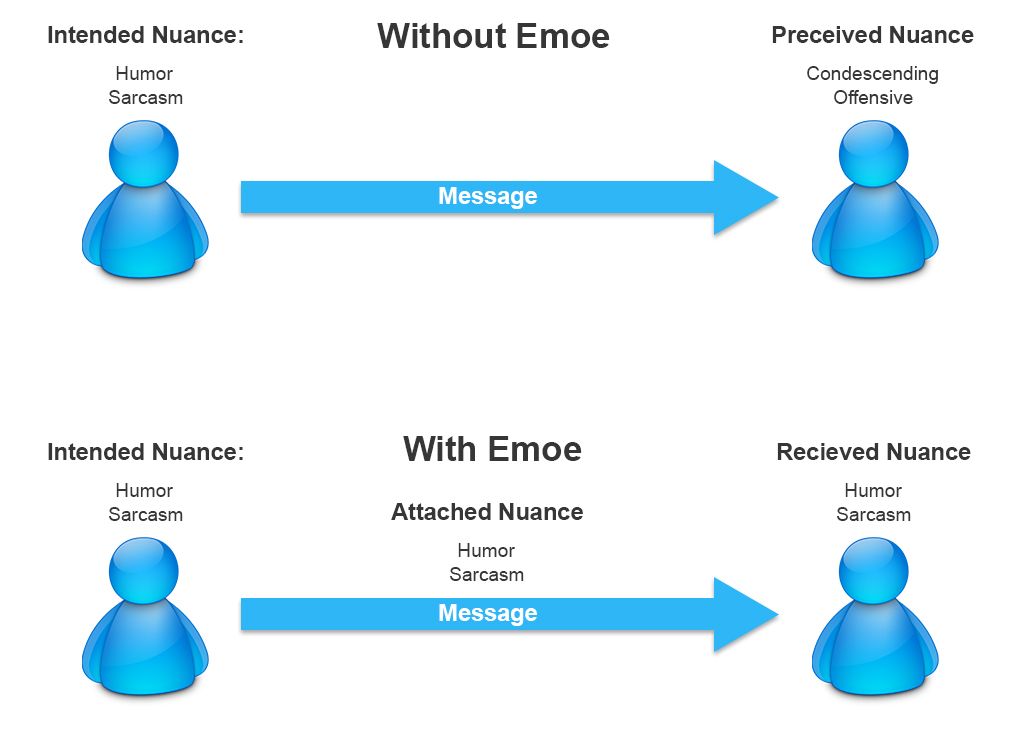 Without Emoe
Intended Nuance:
Humor
Sarcasm
Preceived Nuance
Condescending
Offensive
Message
With Emoe
Intended Nuance:
Humor
Sarcasm
Attached Nuance
Humor
Sarcasm
Recieved Nuance
Humor
Sarcasm
Message